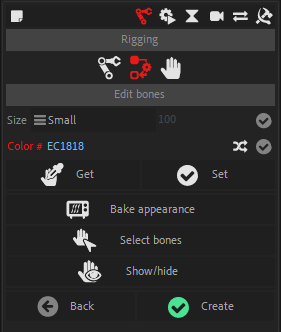 Rigging
Edit bones
Size Small 100
Color # EC1818
Get Set
Bake appearance
Select bones
Show/hide
Back Create